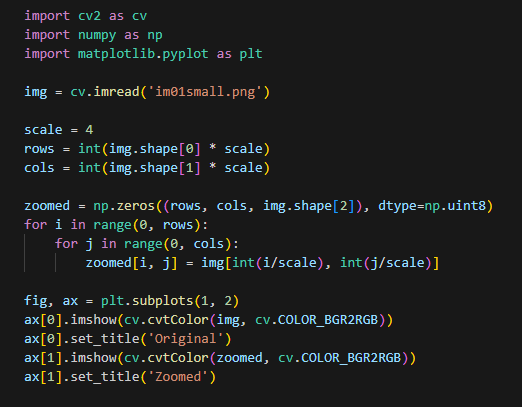 import cv2 as cv
import numpy as np
import matplotlib.pyplot as plt
img = cv.imread('im01small.png')
scale = 4
rows = int(img.shape[0] * scale)
cols = int(img.shape[1] * scale)
zoomed = np.zeros((rows, cols, img.shape[2]), dtype=np.uint8)
for i in range(0, rows):
    for j in range(0, cols):
        zoomed[i, j] = img[int(i/scale), int(j/scale)]
fig, ax = plt.subplots(1, 2)
ax[0].imshow(cv.cvtColor(img, cv.COLOR_BGR2RGB))
ax[0].set_title('Original')
ax[1].imshow(cv.cvtColor(zoomed, cv.COLOR_BGR2RGB))
ax[1].set_title('Zoomed')